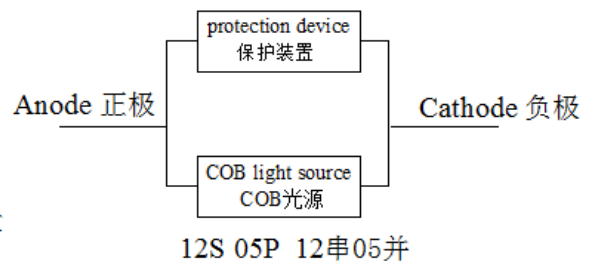 protection device
保护装置
Anode 正极
Cathode 负极
COB light source
COB光源
12S 05P 12串05并